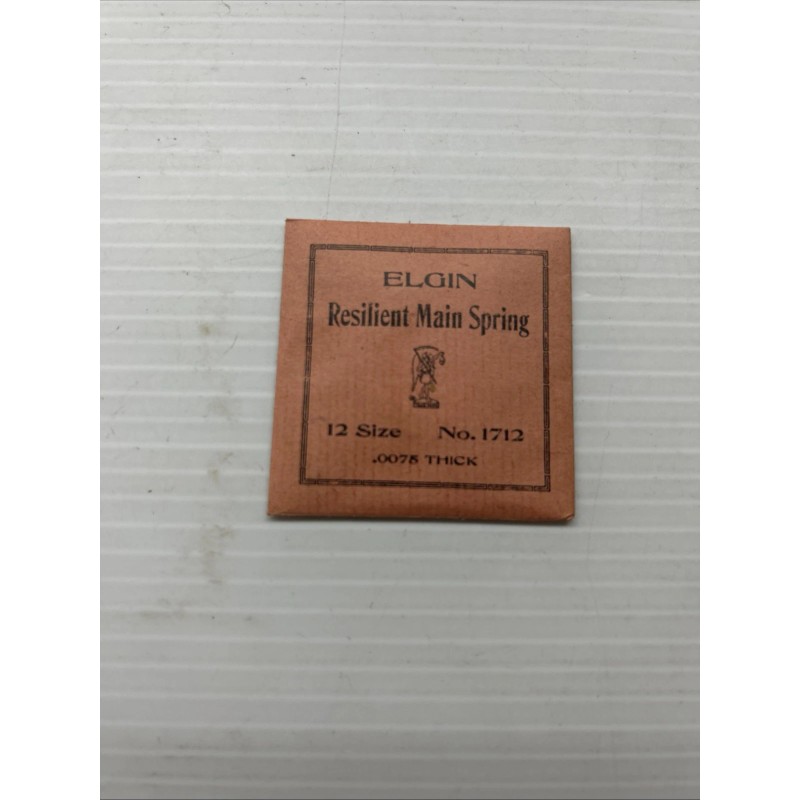 ELGIN
Resilient Main Spring
12 Size No. 1712
.0075 THICK